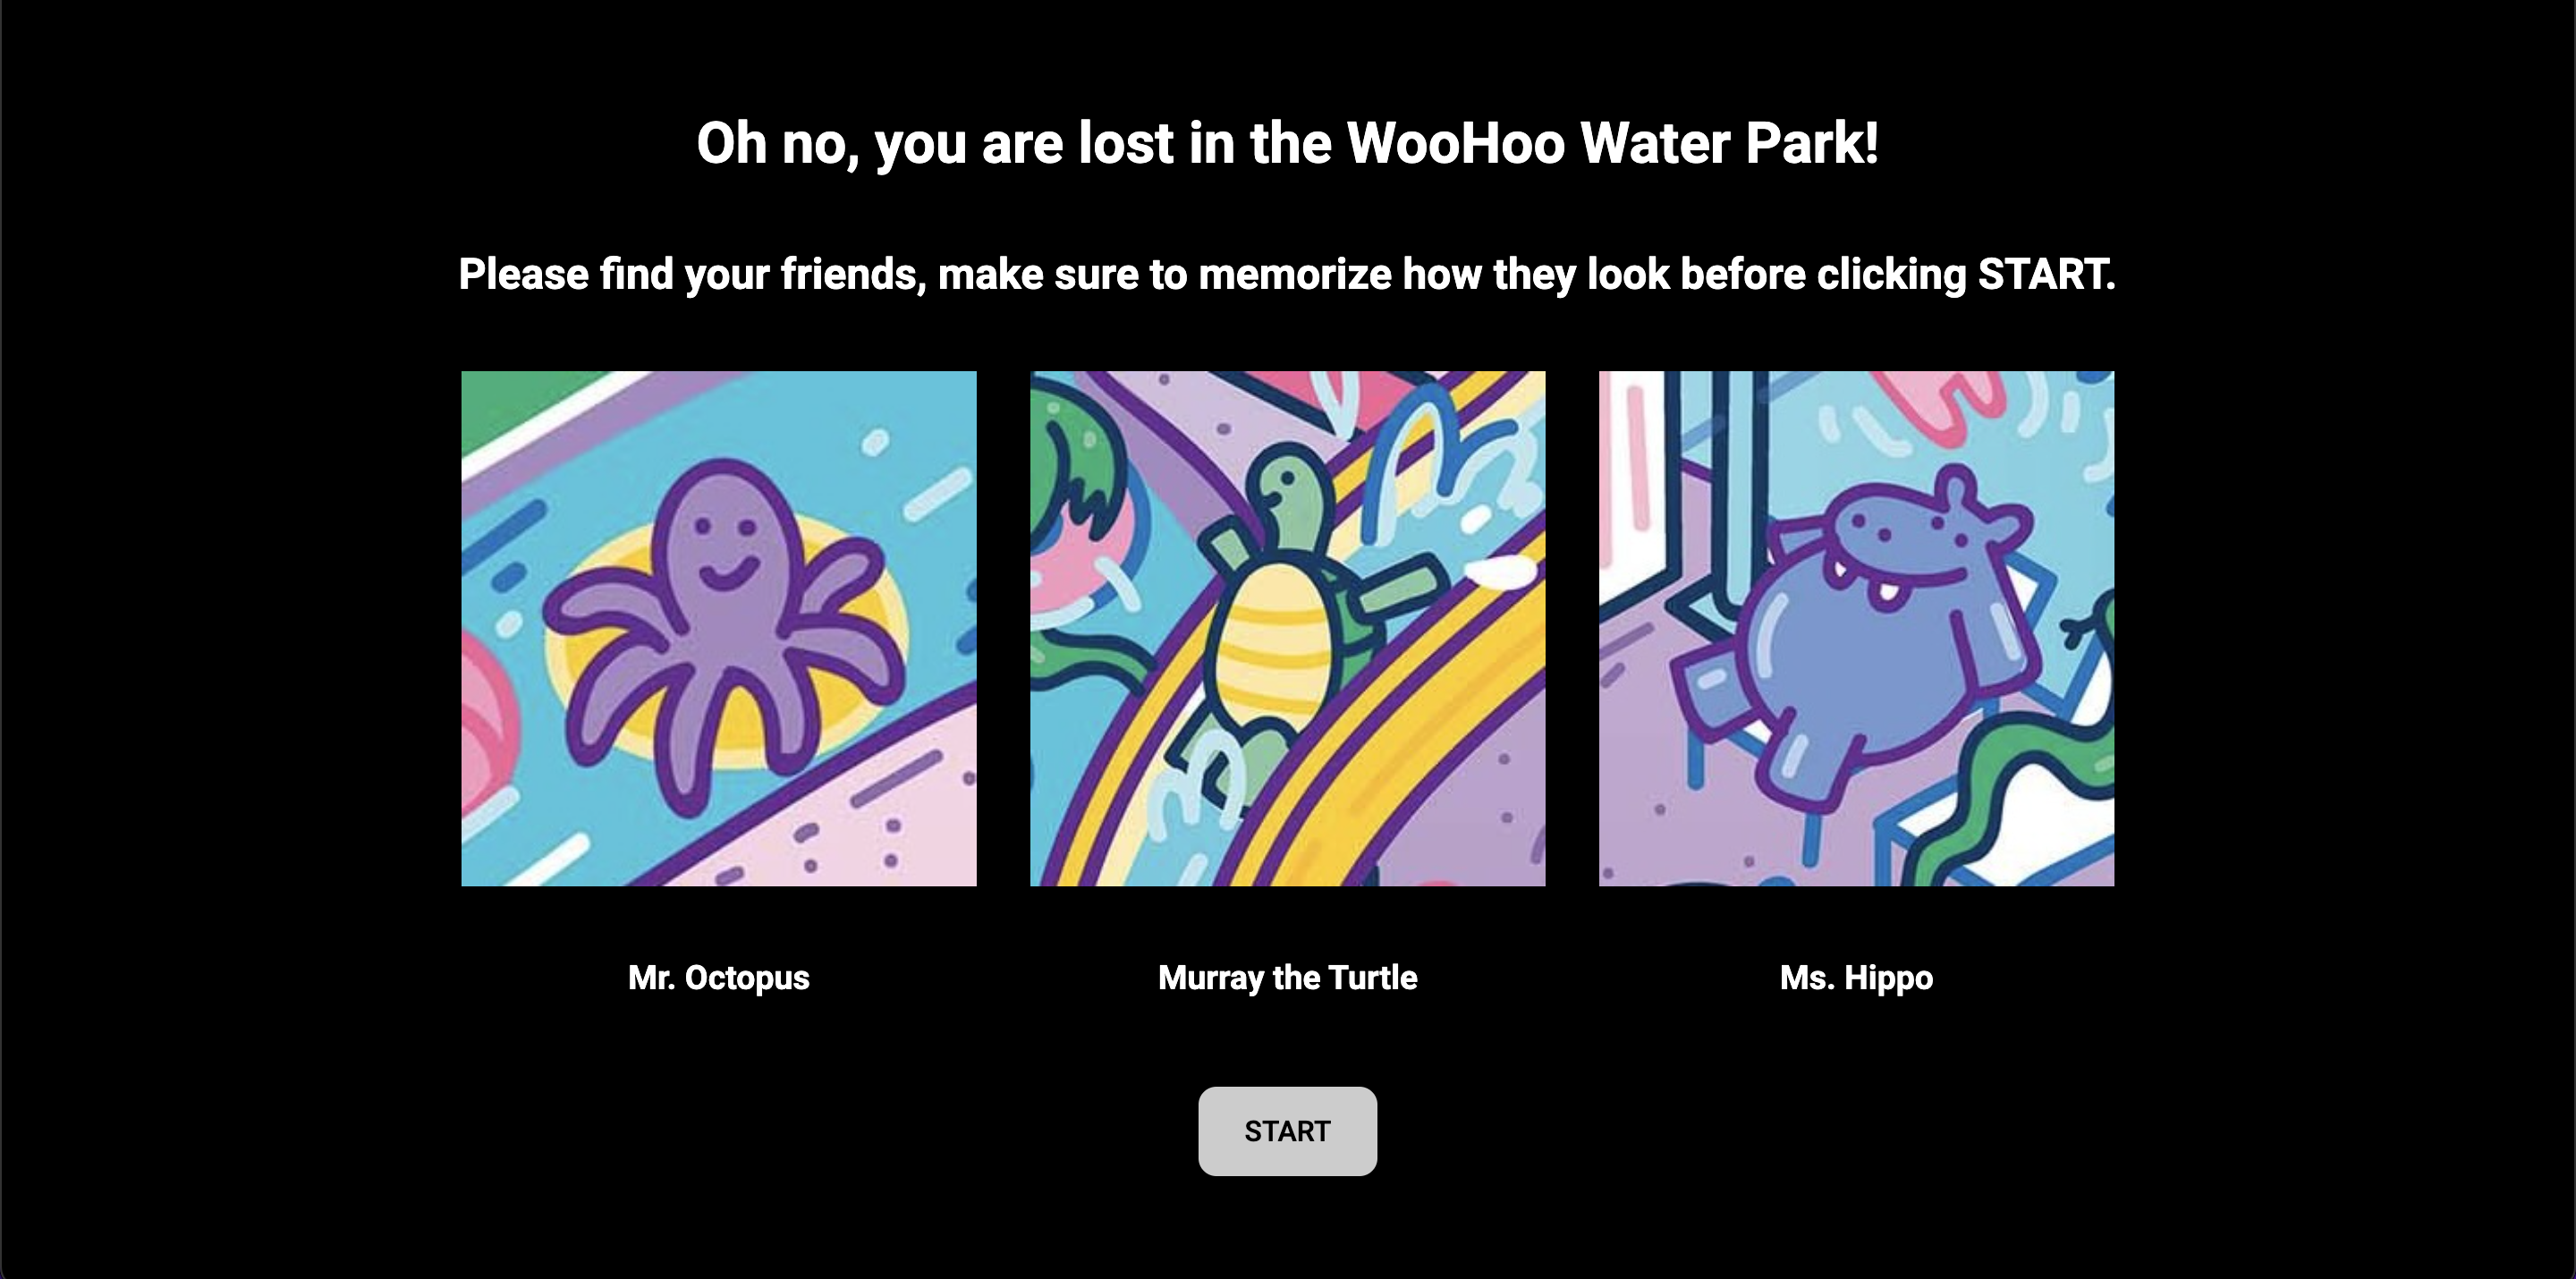 Oh no, you are lost in the WooHoo Water Park!
Please find your friends, make sure to memorize how they look before clicking START.
Mr. Octopus
Murray the Turtle
Ms. Hippo
START